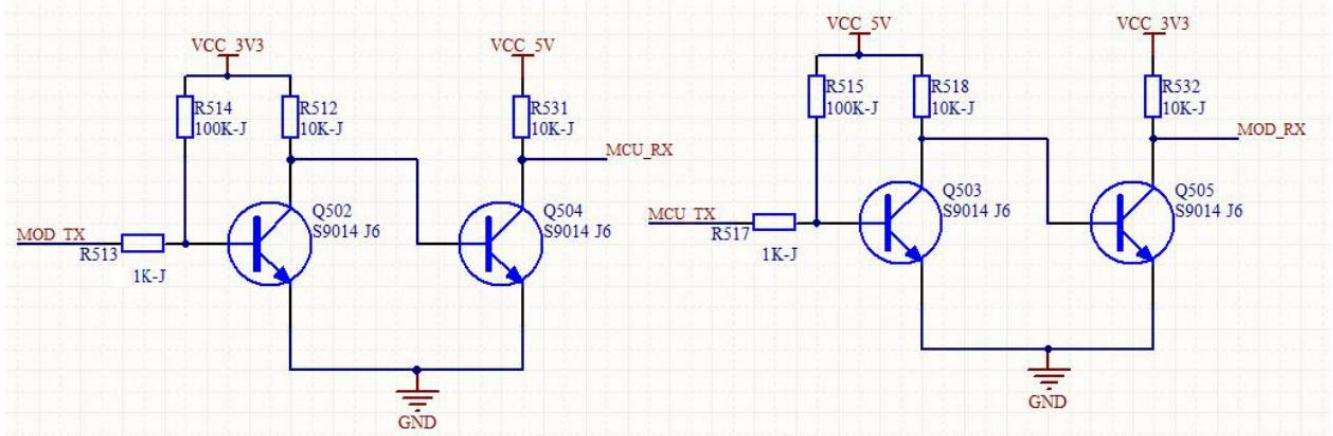 VCC_3V3
R514
100K-J
R512
10K-J
MOD_TX
R513
1K-J
Q502
S9014 J6
VCC_5V
R531
10K-J
MCU_RX
Q504
S9014 J6
GND
VCC_5V
R515
100K-J
R518
10K-J
MCU_TX
R517
1K-J
Q503
S9014 J6
VCC_3V3
R532
10K-J
MOD_RX
Q505
S9014 J6
GND